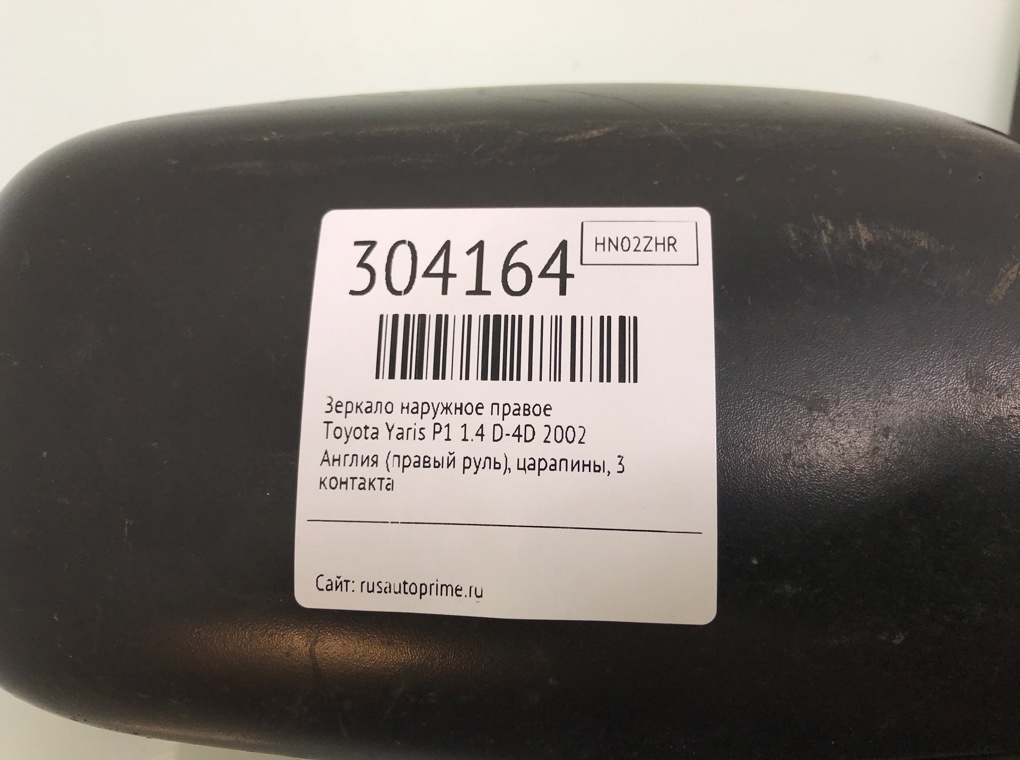 304164
HN02ZHR
Зеркало наружное правое
Toyota Yaris P1 1.4 D-4D 2002
Англия (правый руль), царапины, 3
контакта
Сайт: rusautoprime.ru